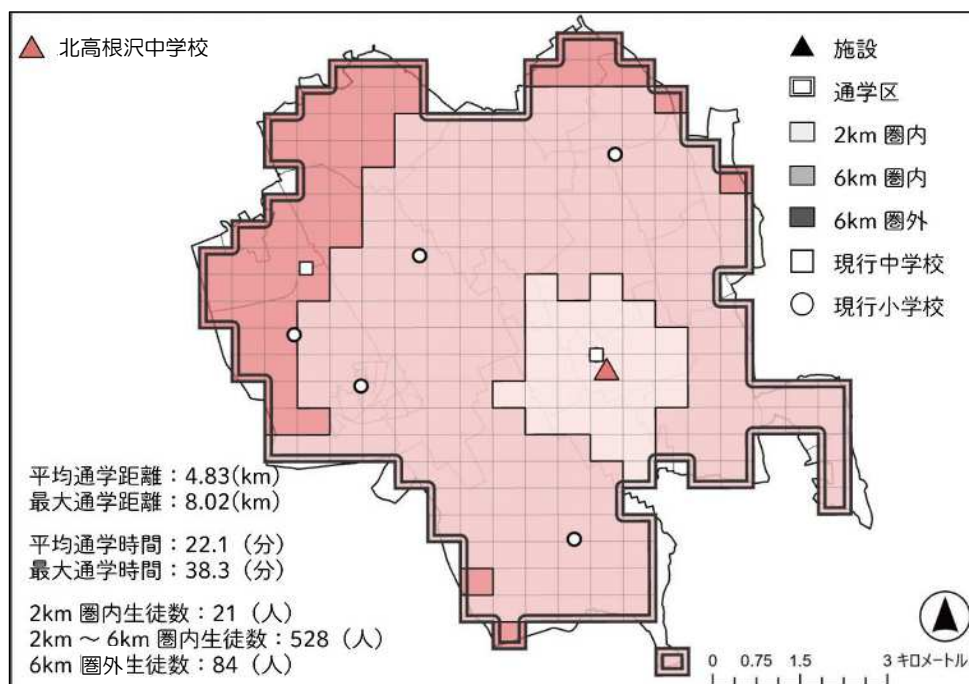 北高根沢中学校
施設
通学区
2km 圏内
6km 圏内
6km 圏外
現行中学校
現行小学校
平均通学距離：4.83(km)
最大通学距離：8.02(km)
平均通学時間：22.1（分）
最大通学時間：38.3（分）
2km 圏内生徒数：21（人）
2km ～ 6km 圏内生徒数：528（人）
6km 圏外生徒数：84（人）
0 0.75 1.5 3 キロメートル